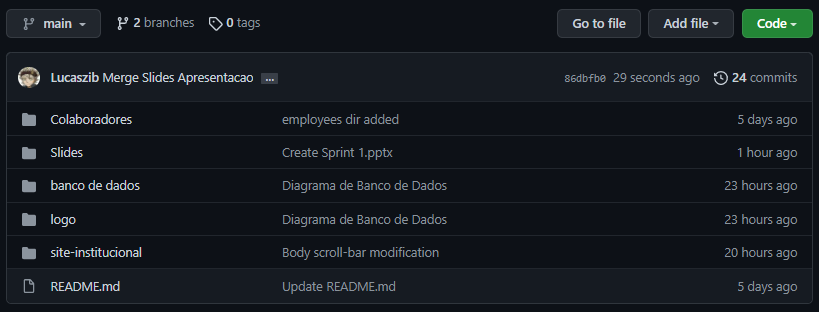 main 2 branches 0 tags Go to file Add file Code
Lucaszib Merge Slides Apresentacao ... 86dbfb0 29 seconds ago 24 commits
Colaboradores employees dir added 5 days ago
Slides Create Sprint 1.pptx 1 hour ago
banco de dados Diagrama de Banco de Dados 23 hours ago
logo Diagrama de Banco de Dados 23 hours ago
site-institucional Body scroll-bar modification 20 hours ago
README.md Update README.md 5 days ago